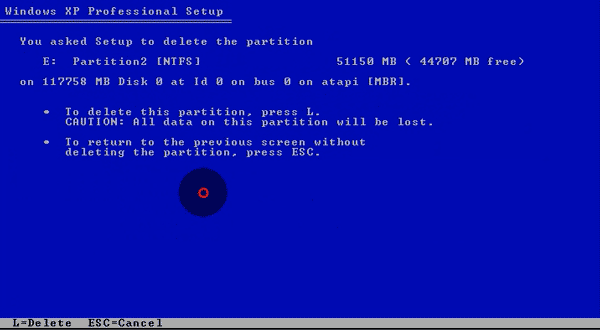 Windows XP Professional Setup
You asked Setup to delete the partition
E: Partition2 [NTFS] 51150 MB ( 44707 MB free)
on 117758 MB Disk 0 at Id 0 on bus 0 on atapi [MBR].
• To delete this partition, press L.
CAUTION: All data on this partition will be lost.
• To return to the previous screen without
deleting the partition, press ESC.
L=Delete ESC=Cancel